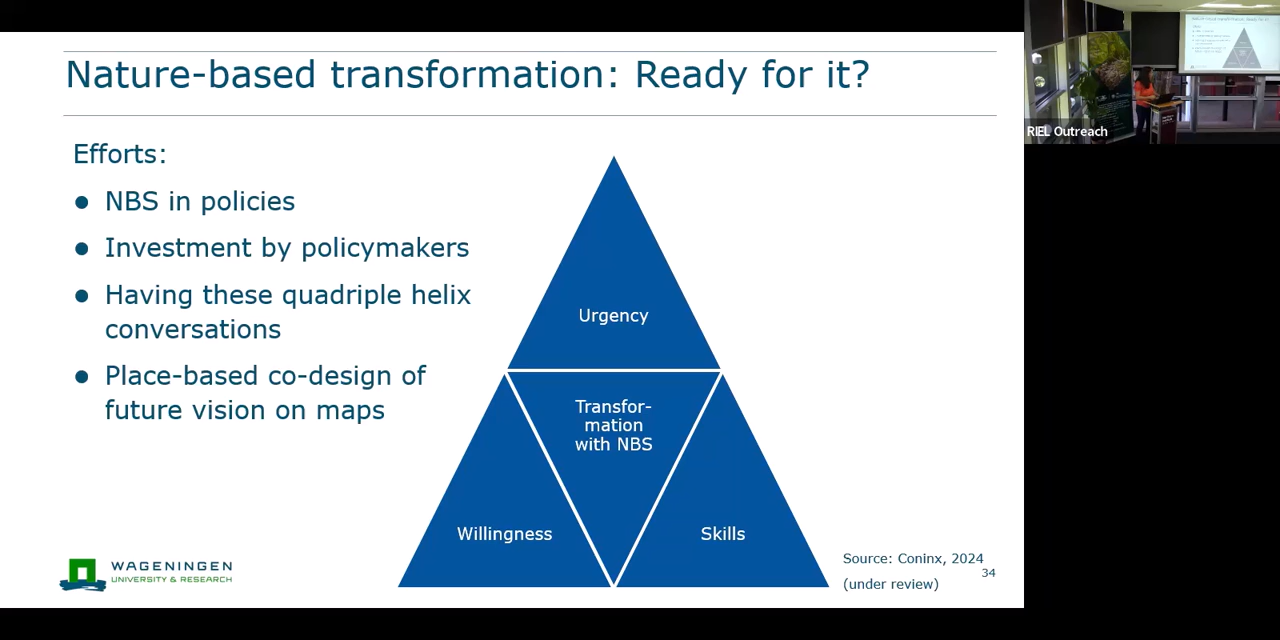 Nature-based transformation: Ready for it?
Efforts:
● NBS in policies
● Investment by policymakers
● Having these quadriple helix
conversations
● Place-based co-design of
future vision on maps
Urgency
Transfor-
mation
with NBS
Willingness
Skills
WAGENINGEN
UNIVERSITY & RESEARCH
Source: Coninx, 2024
(under review)
34
RIEL Outreach